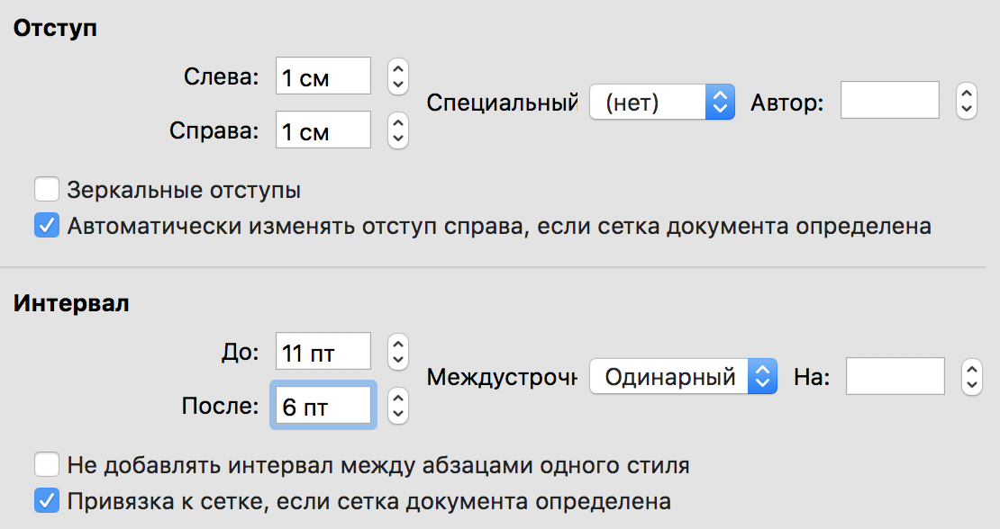 Отступ
Слева: 1 см
Специальный (нет) Автор:
Справа: 1 см
Зеркальные отступы
Автоматически изменять отступ справа, если сетка документа определена
Интервал
До: 11 пт
Междустрочн Одинарный На:
После: 6 пт
Не добавлять интервал между абзацами одного стиля
Привязка к сетке, если сетка документа определена